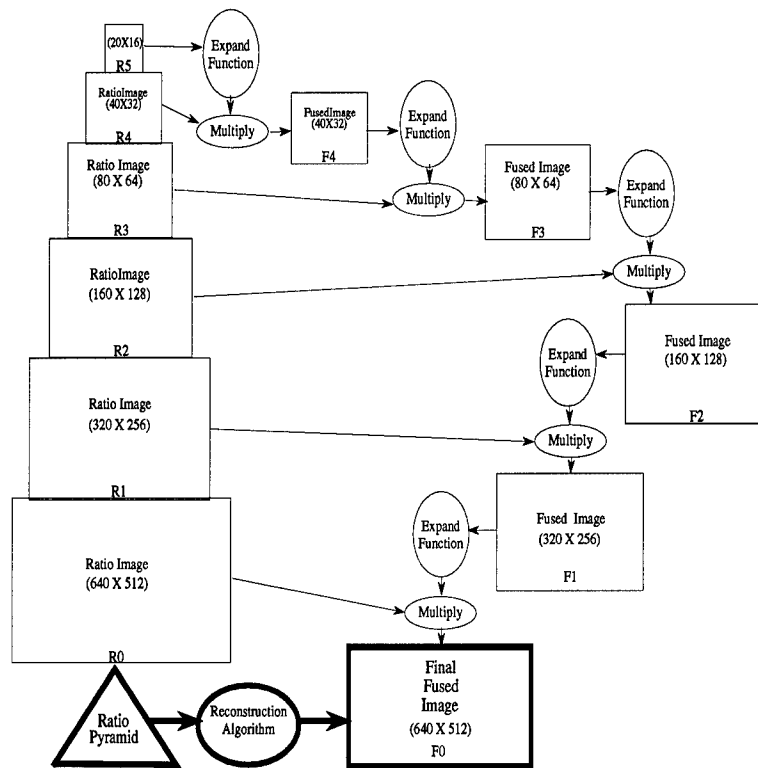 (20X16)
R5
Expand
Function
RatioImage
(40X32)
R4
Multiply
FusedImage
(40X32)
F4
Expand
Function
Ratio Image
(80 X 64)
R3
Multiply
Fused Image
(80 X 64)
F3
Expand
Function
RatioImage
(160 X 128)
R2
Multiply
Fused Image
(160 X 128)
F2
Expand
Function
Ratio Image
(320 X 256)
R1
Multiply
Fused Image
(320 X 256)
F1
Expand
Function
Ratio Image
(640 X 512)
R0
Multiply
Final
Fused
Image
(640 X 512)
F0
Ratio
Pyramid
Reconstruction
Algorithm